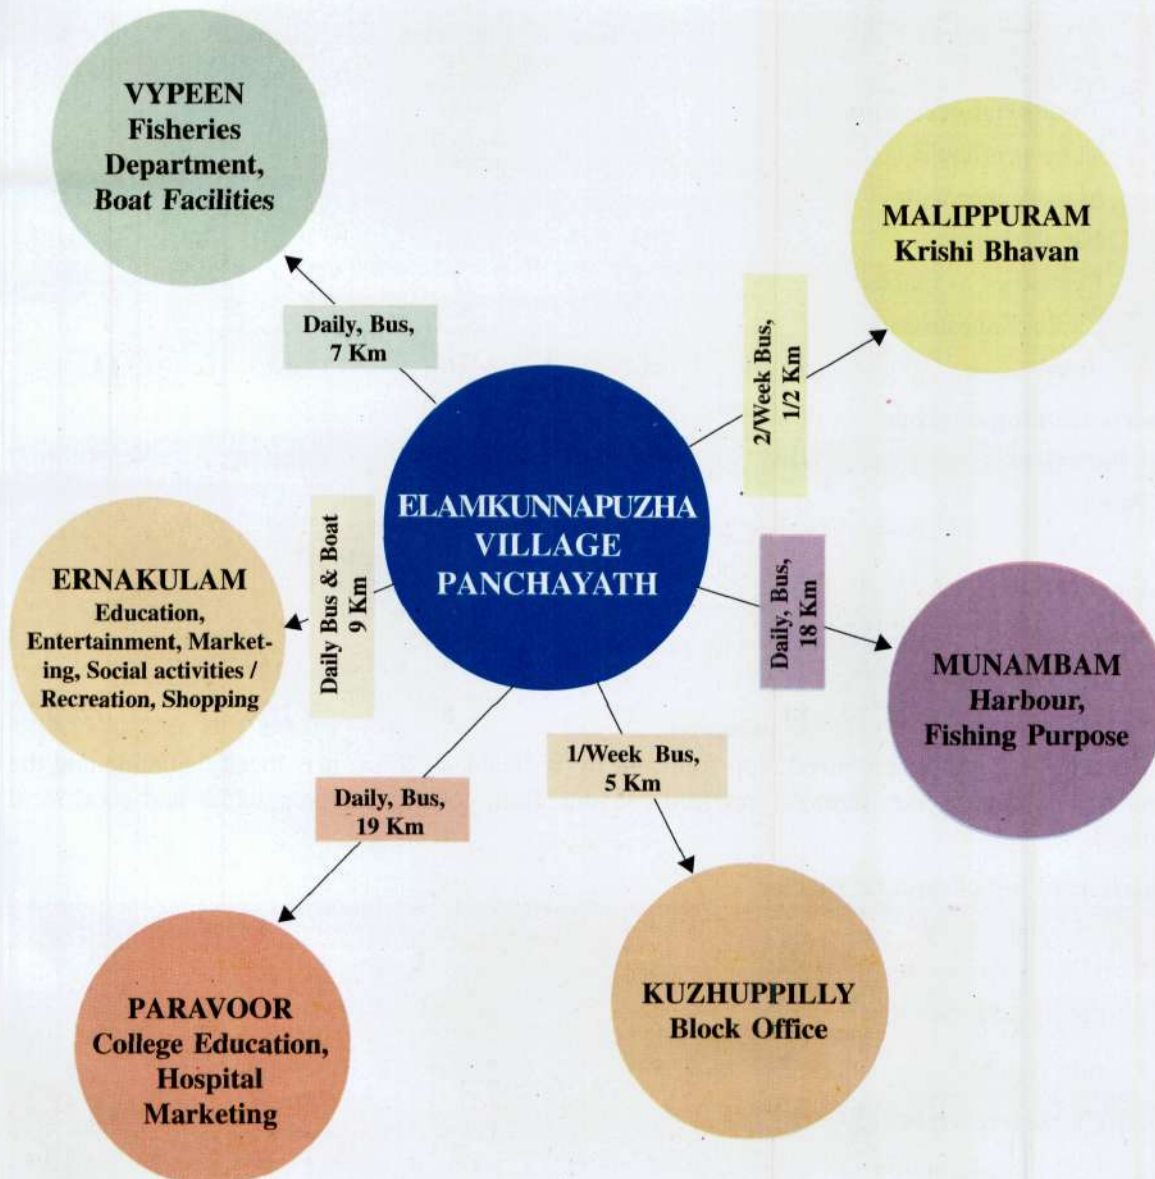 VYPEEN
Fisheries
Department,
Boat Facilities
MALIPPURAM
Krishi Bhavan
Daily, Bus,
7 Km
2/Week Bus,
1/2 Km
ELAMKUNNAPUZHA
VILLAGE
PANCHAYATH
ERNAKULAM
Education,
Entertainment, Market-
ing, Social activities /
Recreation, Shopping
Daily Bus & Boat
9 Km
Daily, Bus,
18 Km
MUNAMBAM
Harbour,
Fishing Purpose
1/Week Bus,
5 Km
Daily, Bus,
19 Km
PARAVOOR
College Education,
Hospital
Marketing
KUZHUPPILLY
Block Office